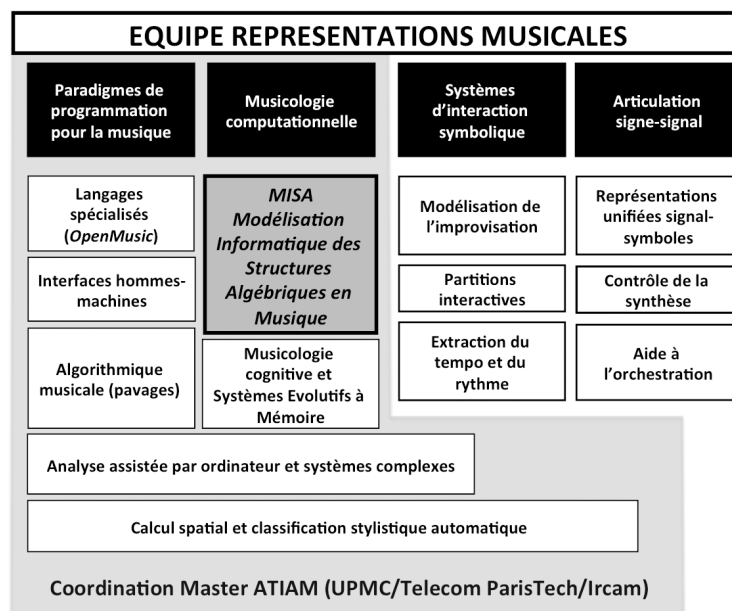 EQUIPE REPRESENTATIONS MUSICALES
Paradigmes de
programmation
pour la musique
Musicologie
computationnelle
Systèmes
d'interaction
symbolique
Articulation
signe-signal
Langages
spécialisés
(OpenMusic)
Interfaces hommes-
machines
Algorithmique
musicale (pavages)
MISA
Modélisation
Informatique des
Structures
Algébriques en
Musique
Musicologie
cognitive et
Systèmes Evolutifs à
Mémoire
Modélisation de
l'improvisation
Partitions
interactives
Extraction du
tempo et du
rythme
Représentations
unifiées signal-
symboles
Contrôle de la
synthèse
Aide à
l'orchestration
Analyse assistée par ordinateur et systèmes complexes
Calcul spatial et classification stylistique automatique
Coordination Master ATIAM (UPMC/Telecom ParisTech/Ircam)